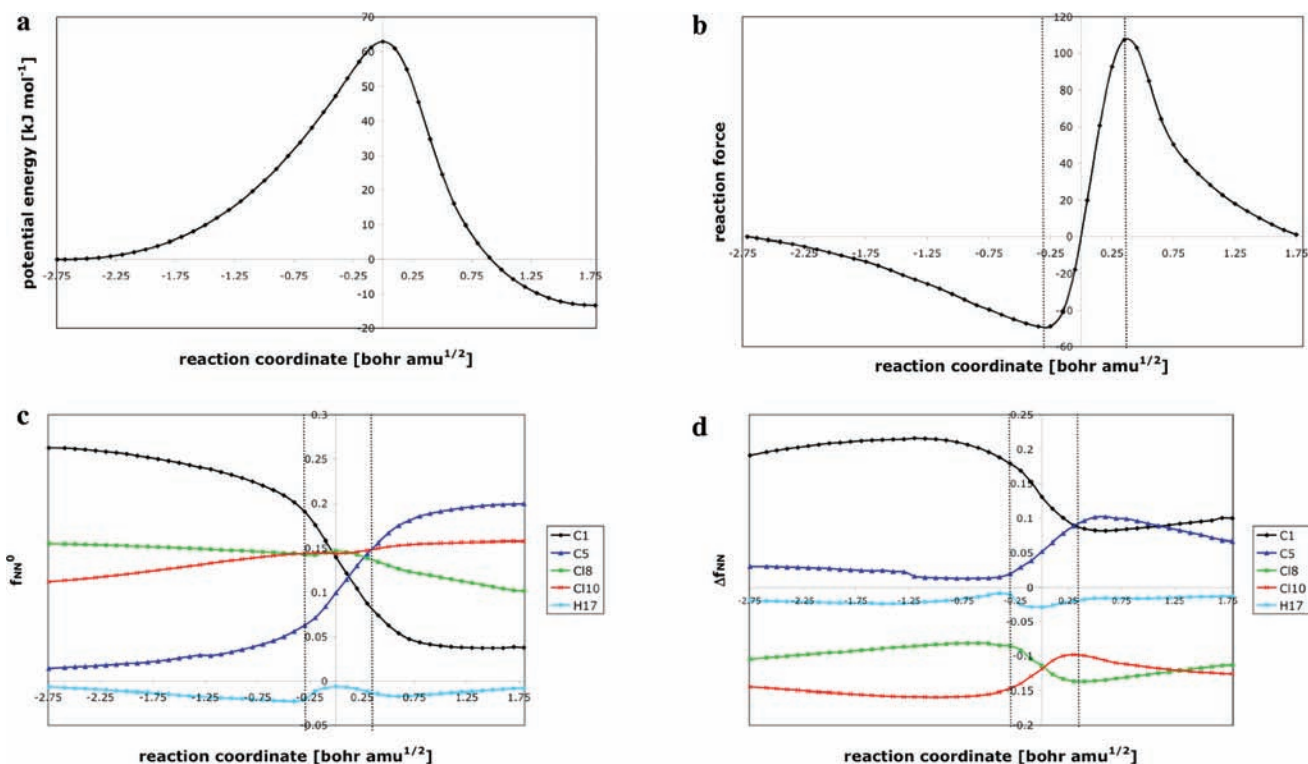 a
potential energy [kJ mol-1]
70
60
50
40
30
20
10
0
-10
-20
-2.75 -2.25 -1.75 -1.25 -0.75 -0.25 0.25 0.75 1.25 1.75
reaction coordinate [bohr amu1/2]
b
reaction force
120
100
80
60
40
20
0
-20
-40
-60
-2.75 -2.25 -1.75 -1.25 -0.75 -0.25 0.25 0.75 1.25 1.75
reaction coordinate [bohr amu1/2]
c
fNN0
0.3
0.25
0.2
0.15
0.1
0.05
0
-0.05
-2.75 -2.25 -1.75 -1.25 -0.75 -0.25 0.25 0.75 1.25 1.75
C1
C5
Cl8
Cl10
H17
reaction coordinate [bohr amu1/2]
d
ΔfNN
0.25
0.2
0.15
0.1
0.05
0
-0.05
-0.1
-0.15
-0.2
-2.75 -2.25 -1.75 -1.25 -0.75 -0.25 0.25 0.75 1.25 1.75
C1
C5
Cl8
Cl10
H17
reaction coordinate [bohr amu1/2]